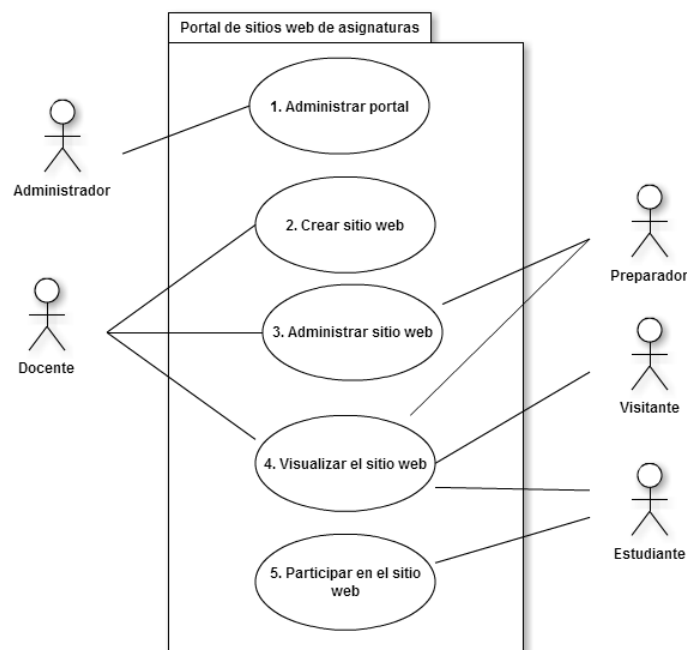 Portal de sitios web de asignaturas
1. Administrar portal
Administrador
2. Crear sitio web
Preparador
3. Administrar sitio web
Docente
Visitante
4. Visualizar el sitio web
Estudiante
5. Participar en el sitio
web